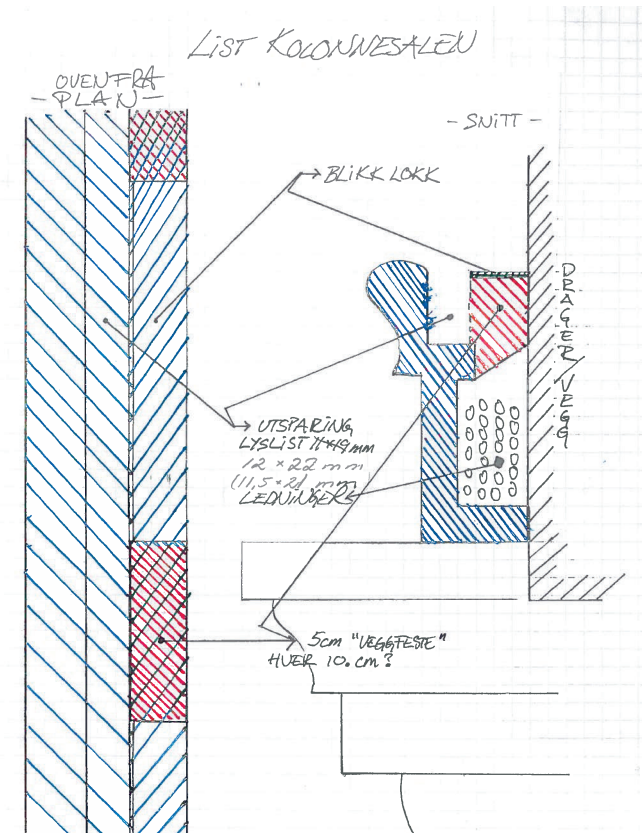 LIST KOLONNESALEN
OVENFRA
- PLAN -
- SNITT -
BLIKK LOKK
DRAGER/VEGG
UTSPARING
LYSLIST 11x19mm
12 x 22 mm
(11,5 x 21 mm
LEDNINGER
5cm "VEGGFESTE"
HVER 10. cm?